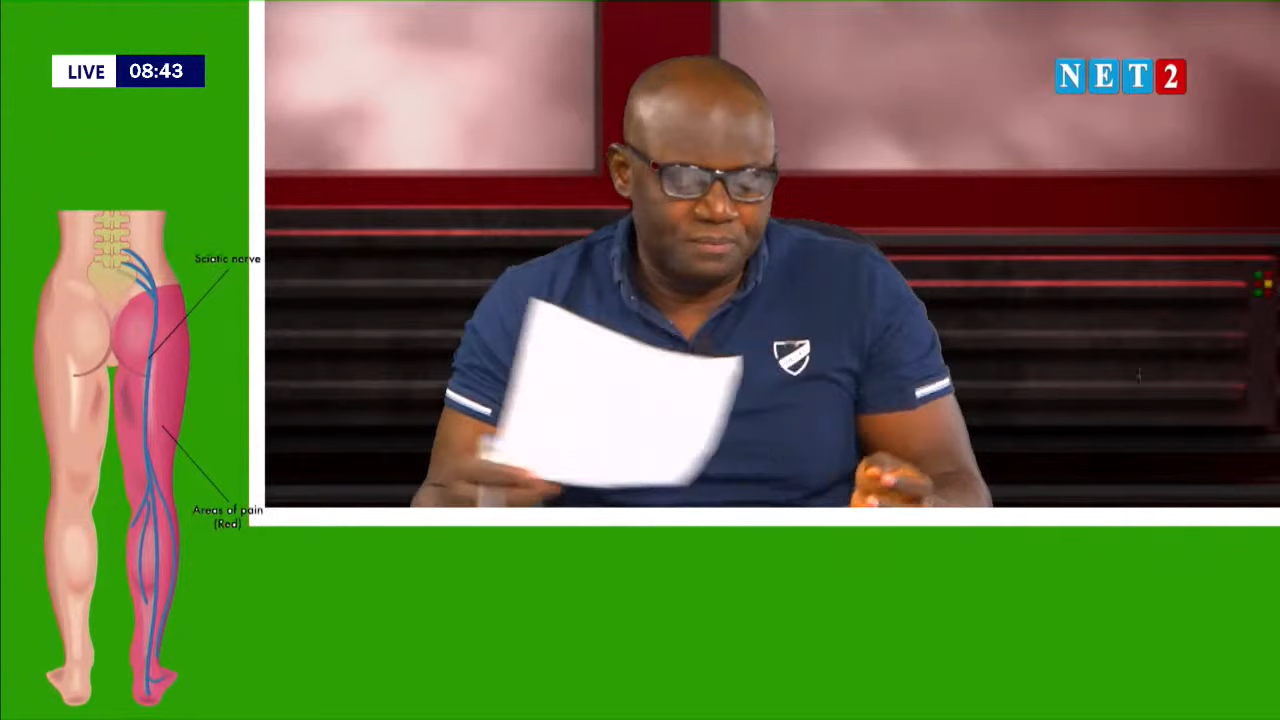 LIVE 08:43
NET2
Sciatic nerve
Areas of pain
(Red)